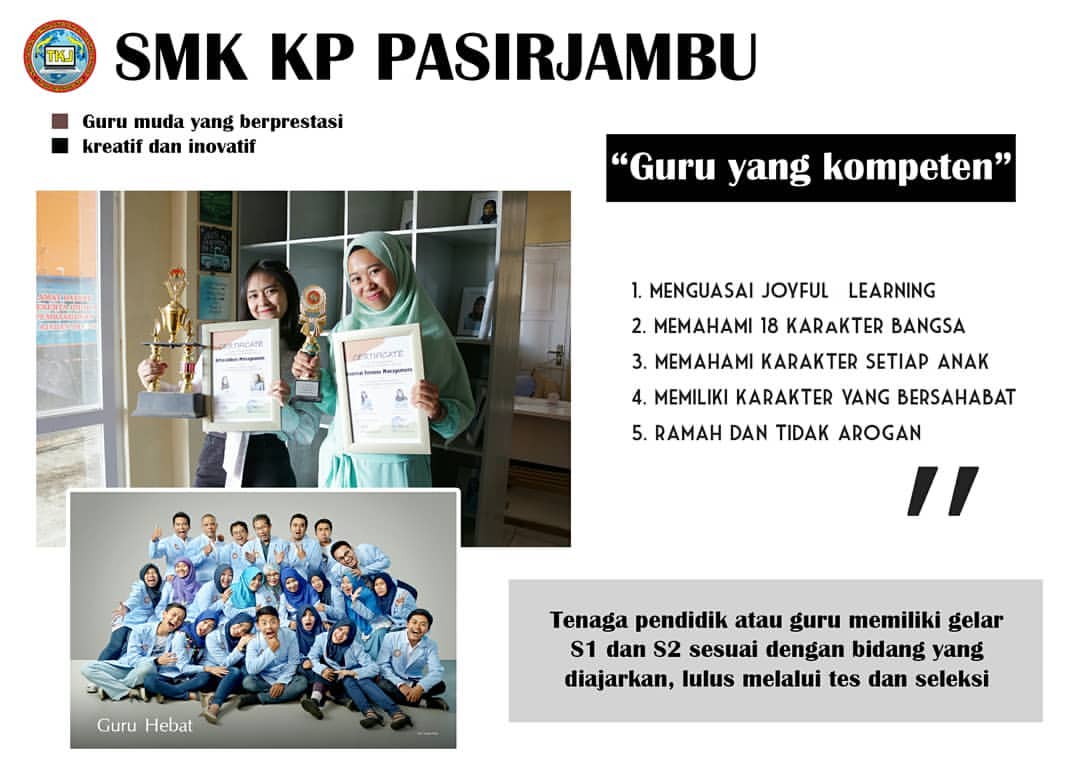 TKJ
SMK KP PASIRJAMBU
Guru muda yang berprestasi
kreatif dan inovatif
“Guru yang kompeten”
CERTIFICATE
CERTIFICATE
1. MENGUASAI JOYFUL LEARNING
2. MEMAHAMI 18 KARAKTER BANGSA
3. MEMAHAMI KARAKTER SETIAP ANAK
4. MEMILIKI KARAKTER YANG BERSAHABAT
5. RAMAH DAN TIDAK AROGAN
"
Tenaga pendidik atau guru memiliki gelar
S1 dan S2 sesuai dengan bidang yang
diajarkan, lulus melalui tes dan seleksi
Guru Hebat